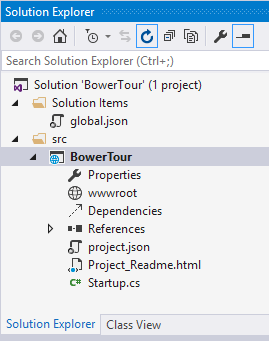 Solution Explorer
Search Solution Explorer (Ctrl+;)
Solution 'BowerTour' (1 project)
Solution Items
global.json
src
BowerTour
Properties
wwwroot
Dependencies
References
project.json
Project_Readme.html
C# Startup.cs
Solution Explorer Class View